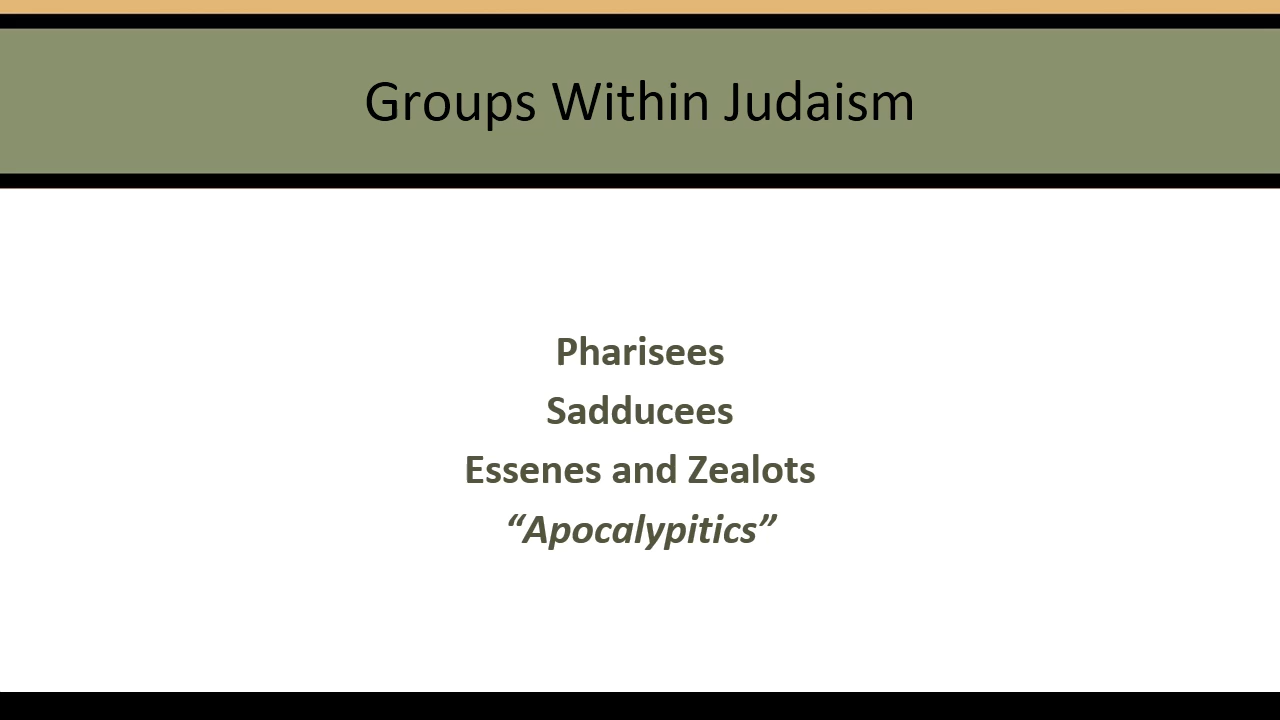 Groups Within Judaism
Pharisees
Sadducees
Essenes and Zealots
“Apocalypitics”